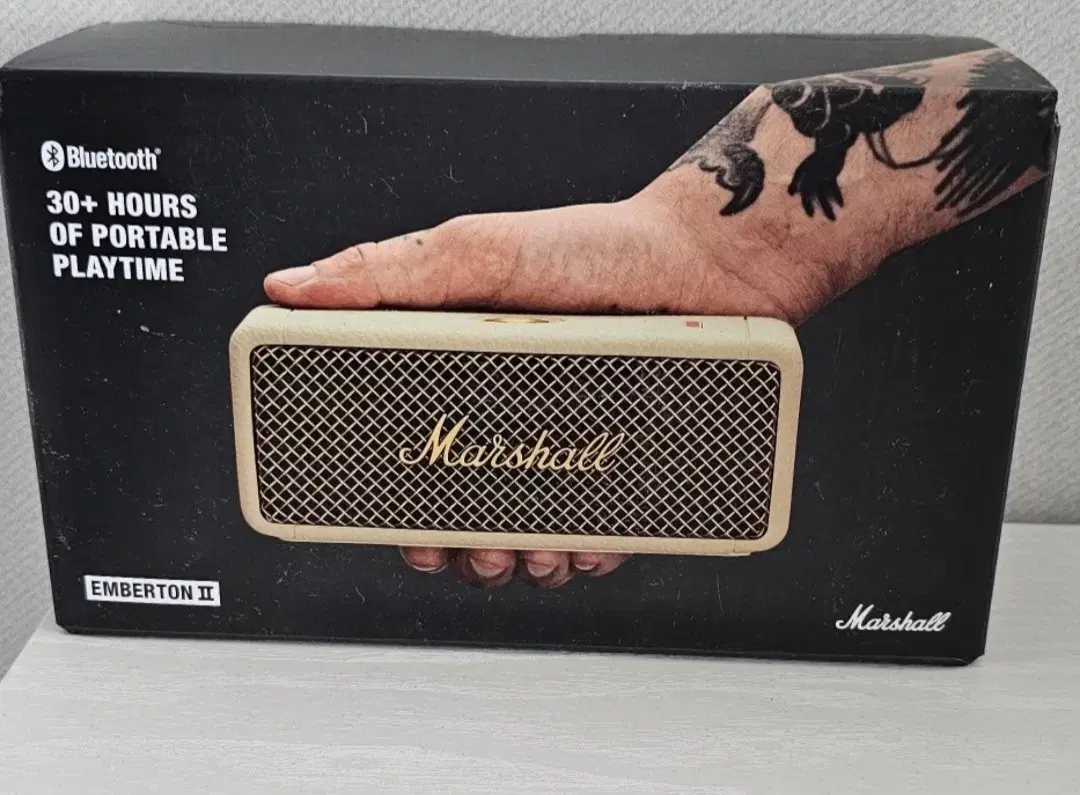 Bluetooth®
30+ HOURS
OF PORTABLE
PLAYTIME
Marshall
EMBERTON II
Marshall